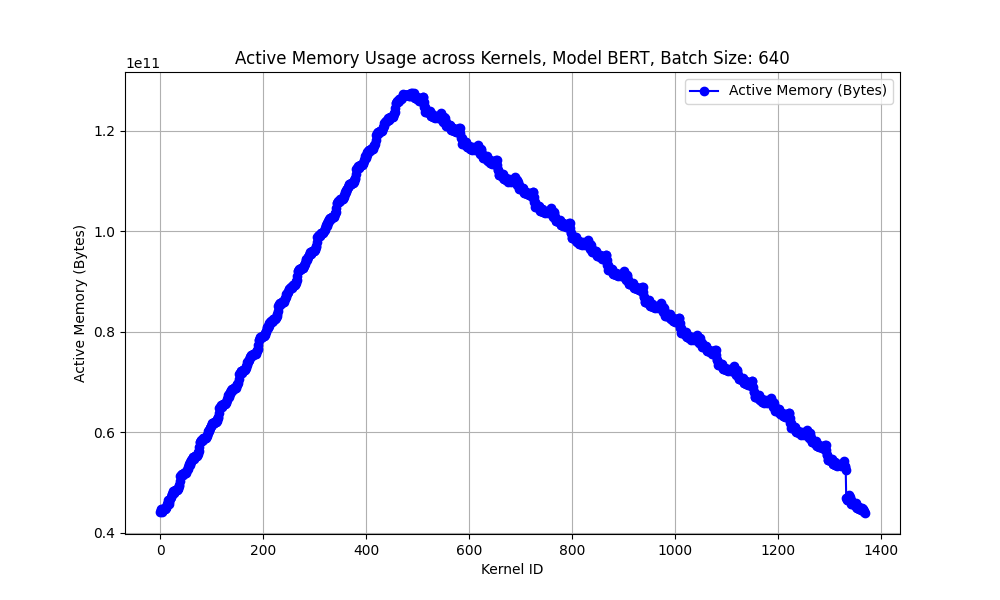 Active Memory Usage across Kernels, Model BERT, Batch Size: 640
1e11
Active Memory (Bytes)
1.2
1.0
0.8
0.6
0.4
Active Memory (Bytes)
0 200 400 600 800 1000 1200 1400
Kernel ID